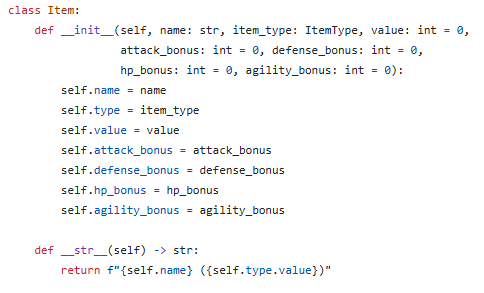 class Item:
    def __init__(self, name: str, item_type: ItemType, value: int = 0,
                 attack_bonus: int = 0, defense_bonus: int = 0,
                 hp_bonus: int = 0, agility_bonus: int = 0):
        self.name = name
        self.type = item_type
        self.value = value
        self.attack_bonus = attack_bonus
        self.defense_bonus = defense_bonus
        self.hp_bonus = hp_bonus
        self.agility_bonus = agility_bonus

    def __str__(self) -> str:
        return f"{self.name} ({self.type.value})"